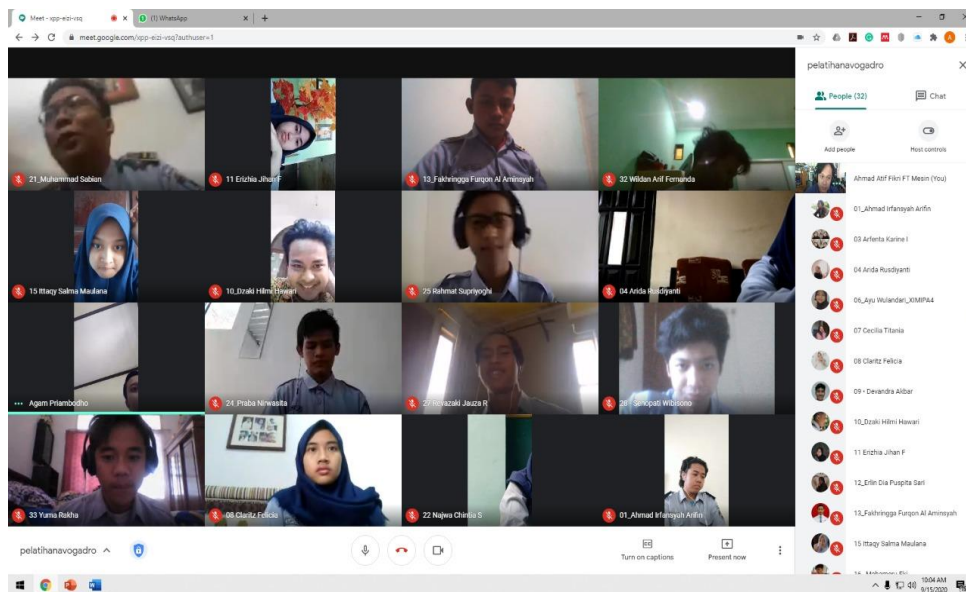 Meet - xpp-eizi-vsq
(1) WhatsApp
meet.google.com/xpp-eizi-vsq?authuser=1
pelatihanavogadro
People (32)
Chat
Add people
Host controls
21_Muhammad Sabian
11 Erizhia Jihan F
13_Fakhringga Furqon Al Aminsyah
32 Wildan Arif Fernanda
15 Ittaqy Salma Maulana
10_Dzaki Hilmi Hawari
25 Rahmat Supriyoghi
04 Arida Rusdiyanti
Agam Priambodho
24_Praba Nirwasita
27 Revazaki Jauza R
28 - Senopati Wibisono
33 Yuma Rakha
08 Claritz Felicia
22 Najwa Chintia S
01_Ahmad Irfansyah Arifin
Ahmad Atif Fikri FT Mesin (You)
01_Ahmad Irfansyah Arifin
03 Arfenta Karine I
04 Arida Rusdiyanti
06_Ayu Wulandari_XIMIPA4
07 Cecilia Titania
08 Claritz Felicia
09 - Devandra Akbar
10_Dzaki Hilmi Hawari
11 Erizhia Jihan F
12_Erlin Dia Puspita Sari
13_Fakhringga Furqon Al Aminsyah
15 Ittaqy Salma Maulana
pelatihanavogadro
Turn on captions
Present now
10:04 AM
9/15/2020